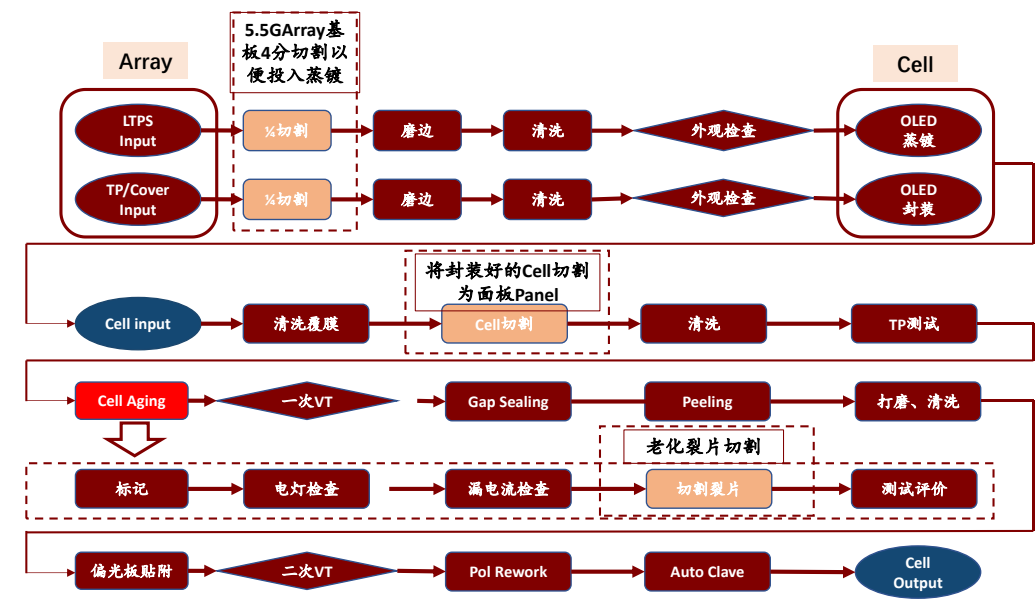 5.5GArray基
板4分切割以
便投入蒸镀
Array
Cell
LTPS
Input
¼切割
磨边
清洗
外观检查
OLED
蒸镀
TP/Cover
Input
¼切割
磨边
清洗
外观检查
OLED
封装
将封装好的Cell切割
为面板Panel
Cell input
清洗覆膜
Cell切割
清洗
TP测试
Cell Aging
一次VT
Gap Sealing
Peeling
打磨、清洗
老化裂片切割
标记
电灯检查
漏电流检查
切割裂片
测试评价
偏光板贴附
二次VT
Pol Rework
Auto Clave
Cell
Output